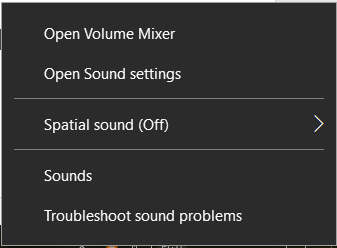 Open Volume Mixer
Open Sound settings
Spatial sound (Off)
Sounds
Troubleshoot sound problems